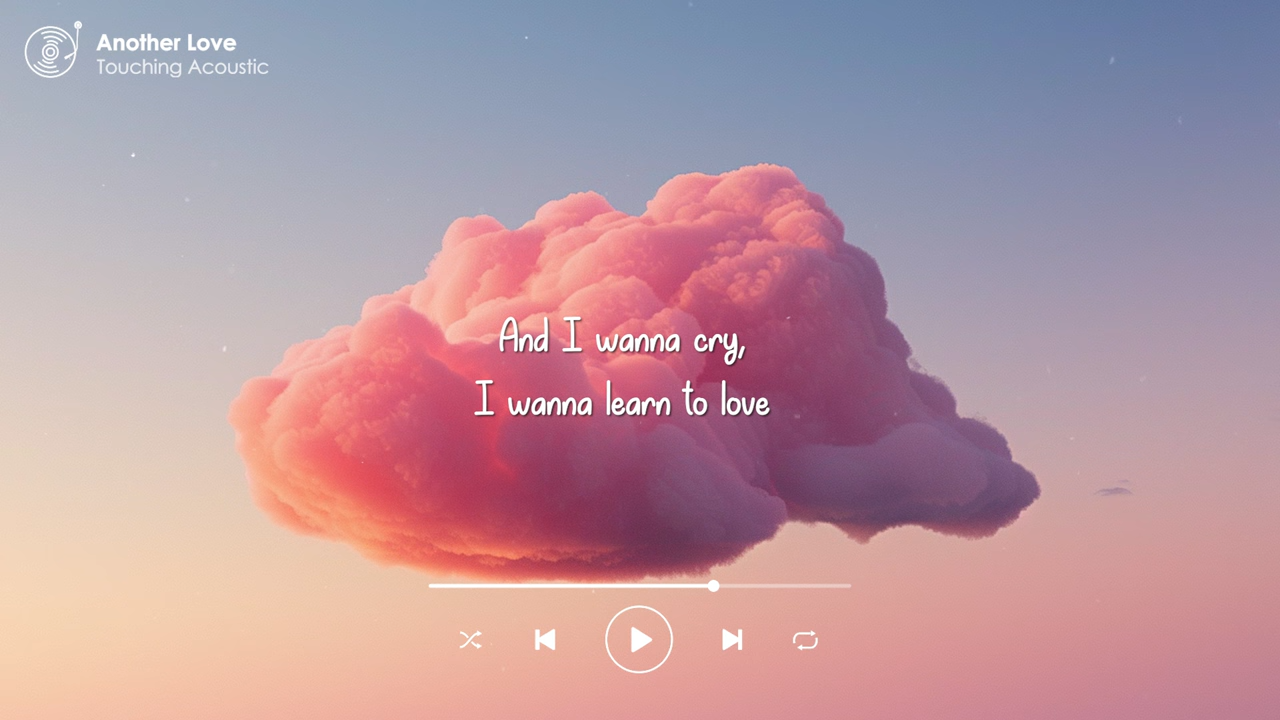 Another Love
Touching Acoustic
And I wanna cry,
I wanna learn to love